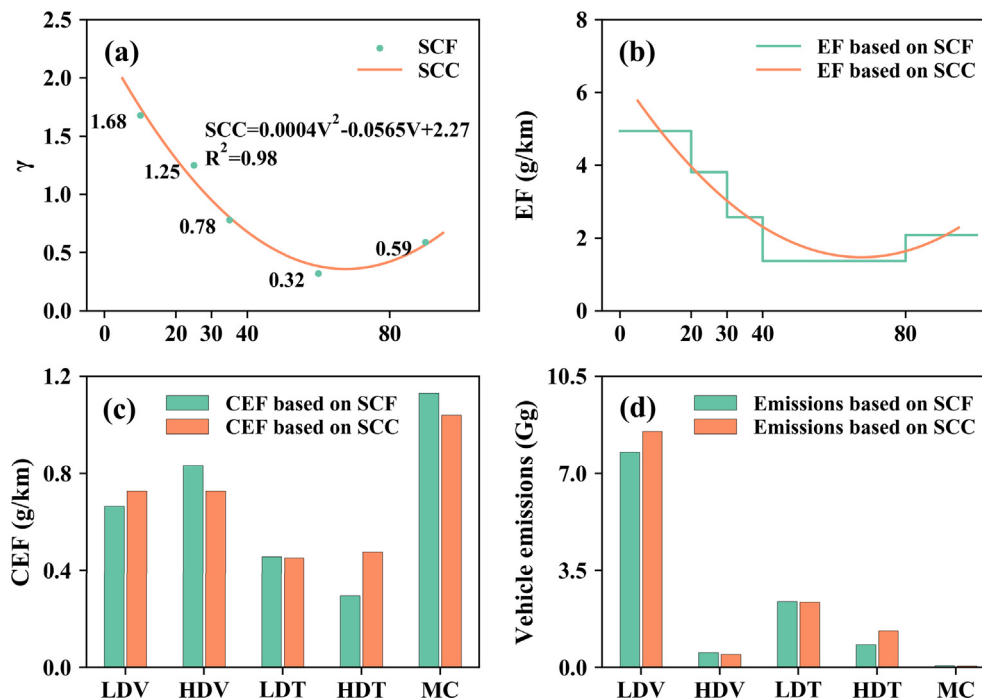 2.5
2.0
1.5
1.0
0.5
0.0
γ
(a)
SCF
SCC
1.68
1.25
0.78
0.32
0.59
SCC=0.0004V²-0.0565V+2.27
R²=0.98
0 20 30 40 80
8
6
4
2
0
EF (g/km)
(b)
EF based on SCF
EF based on SCC
0 20 30 40 80
1.2
0.8
0.4
0.0
CEF (g/km)
(c)
CEF based on SCF
CEF based on SCC
LDV HDV LDT HDT MC
10.5
7.0
3.5
0.0
Vehicle emissions (Gg)
(d)
Emissions based on SCF
Emissions based on SCC
LDV HDV LDT HDT MC